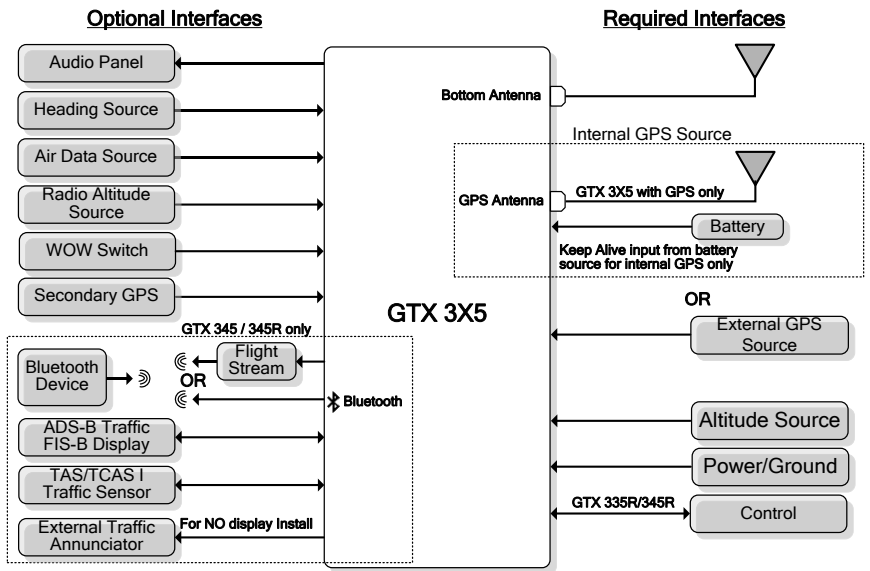 Optional Interfaces
Required Interfaces
Audio Panel
Heading Source
Air Data Source
Radio Altitude
Source
WOW Switch
Secondary GPS
GTX 345 / 345R only
Bluetooth
Device
Flight
Stream
OR
Bluetooth
ADS-B Traffic
FIS-B Display
TAS/TCAS I
Traffic Sensor
External Traffic
Annunciator
For NO display Install
GTX 3X5
Bottom Antenna
Internal GPS Source
GPS Antenna
GTX 3X5 with GPS only
Battery
Keep Alive input from battery
source for internal GPS only
OR
External GPS
Source
Altitude Source
Power/Ground
GTX 335R/345R
Control